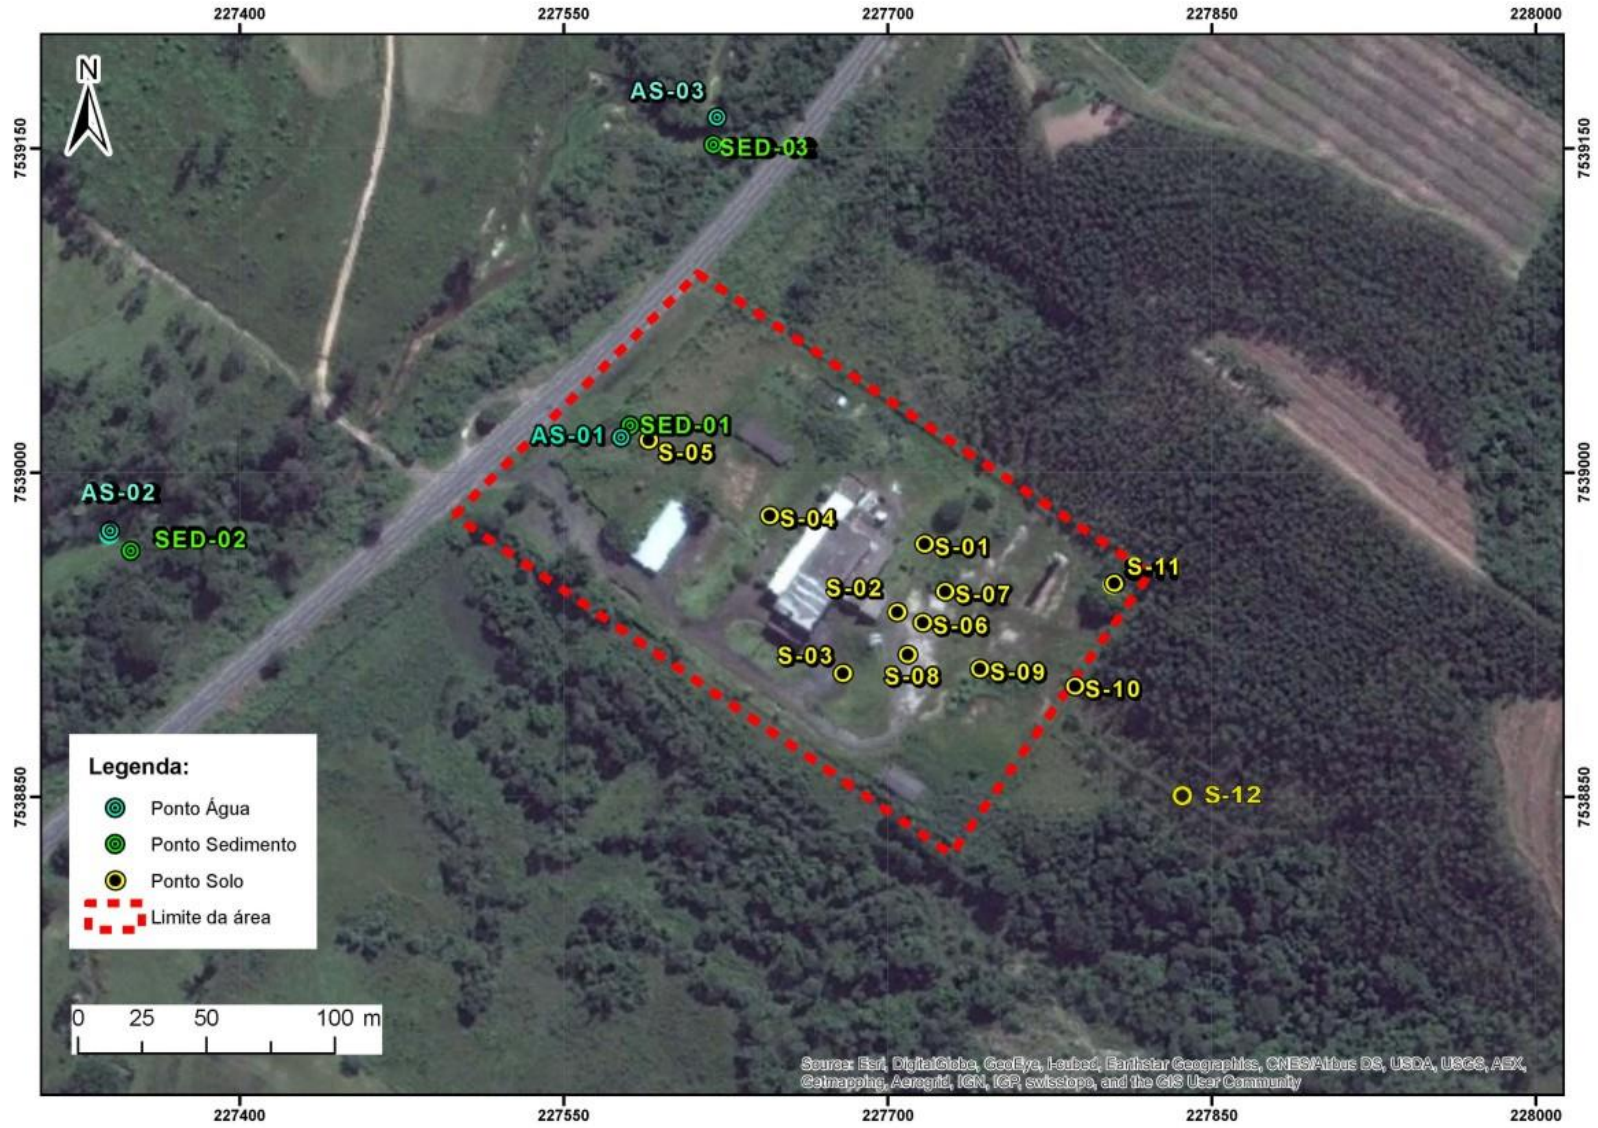 227400 227550 227700 227850 228000
N
AS-03
7539150 7539150
SED-03
AS-01 SED-01
S-05
7539000 7539000
AS-02
SED-02
S-04
S-01
S-11
S-02
S-07
S-06
S-03
S-08
S-09
S-10
7538850 7538850
S-12
Legenda:
Ponto Água
Ponto Sedimento
Ponto Solo
Limite da área
0 25 50 100 m
Source: Esri, DigitalGlobe, GeoEye, i-cubed, Earthstar Geographics, CNES/Airbus DS, USDA, USGS, AEX,
Getmapping, Aerogrid, IGN, IGP, swisstopo, and the GIS User Community
227400 227550 227700 227850 228000